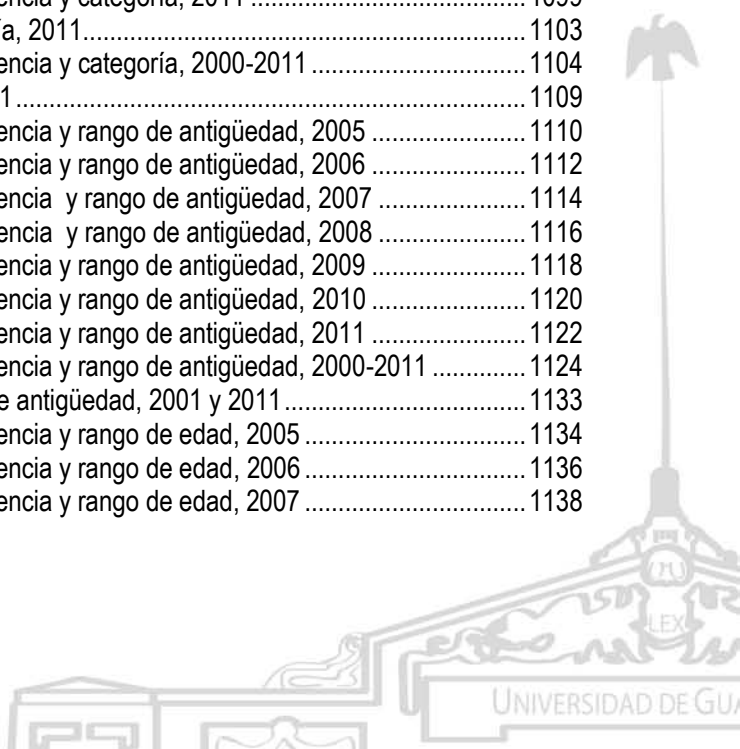 encia y categoría, 2011 ........................................ 1099
ía, 2011.................................................................. 1103
encia y categoría, 2000-2011 ................................ 1104
1 ............................................................................ 1109
encia y rango de antigüedad, 2005 ....................... 1110
encia y rango de antigüedad, 2006 ....................... 1112
encia  y rango de antigüedad, 2007 ...................... 1114
encia  y rango de antigüedad, 2008 ...................... 1116
encia y rango de antigüedad, 2009 ....................... 1118
encia y rango de antigüedad, 2010 ....................... 1120
encia y rango de antigüedad, 2011 ....................... 1122
encia y rango de antigüedad, 2000-2011 .............. 1124
e antigüedad, 2001 y 2011.................................... 1133
encia y rango de edad, 2005 ................................. 1134
encia y rango de edad, 2006 ................................. 1136
encia y rango de edad, 2007 ................................. 1138
LEX
UNIVERSIDAD DE GUA